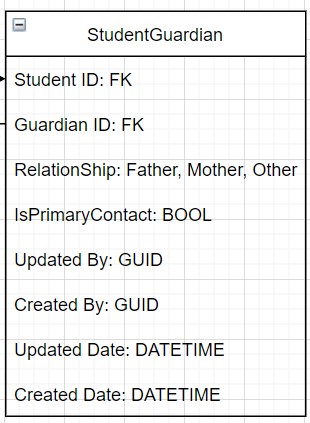 StudentGuardian
Student ID: FK
Guardian ID: FK
RelationShip: Father, Mother, Other
IsPrimaryContact: BOOL
Updated By: GUID
Created By: GUID
Updated Date: DATETIME
Created Date: DATETIME